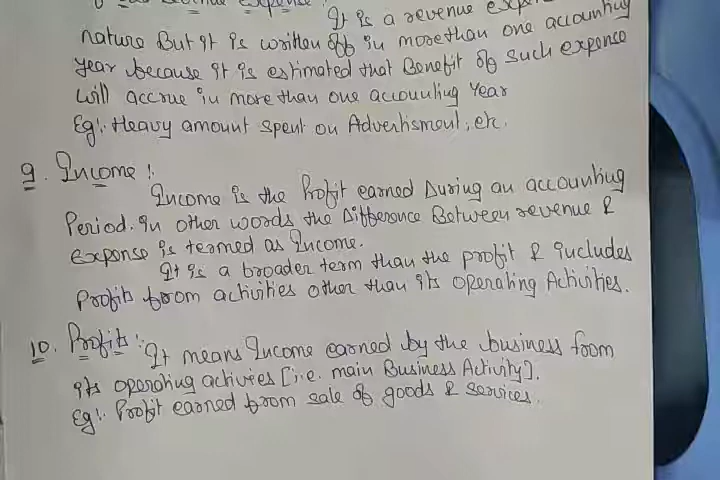 Revenue Expense:
It is a revenue
nature But it is written off in more than one accounting
year because it is estimated that Benefit of such expense
will accrue in more than one accounting Year
Eg:. Heavy amount spent on Advertisment, etc.
9. Income:
Income is the Profit earned During an accounting
Period. In other words the Difference Between revenue &
expense is termed as Income.
It is a broader term than the profit & includes
Profits from activities other than its Operating Activities.
10. Profits:
It means Income earned by the business from
its operating activies [i.e. main Business Activity].
Eg:. Profit earned from sale of goods & services.